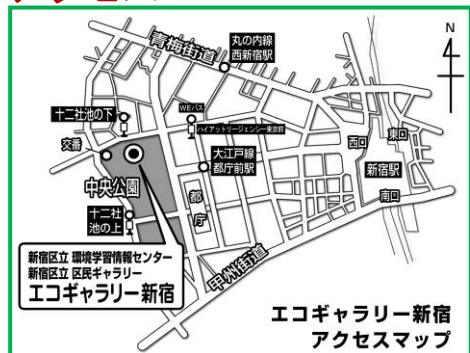 青梅街道
丸の内線
西新宿駅
N
十二社池の下
WEバス
ハイアットリージェンシー東京前
交番
大江戸線
都庁前駅
西口
東口
新宿駅
南口
中央公園
都庁
十二社
池の上
甲州街道
新宿区立 環境学習情報センター
新宿区立 区民ギャラリー
エコギャラリー新宿
エコギャラリー新宿
アクセスマップ